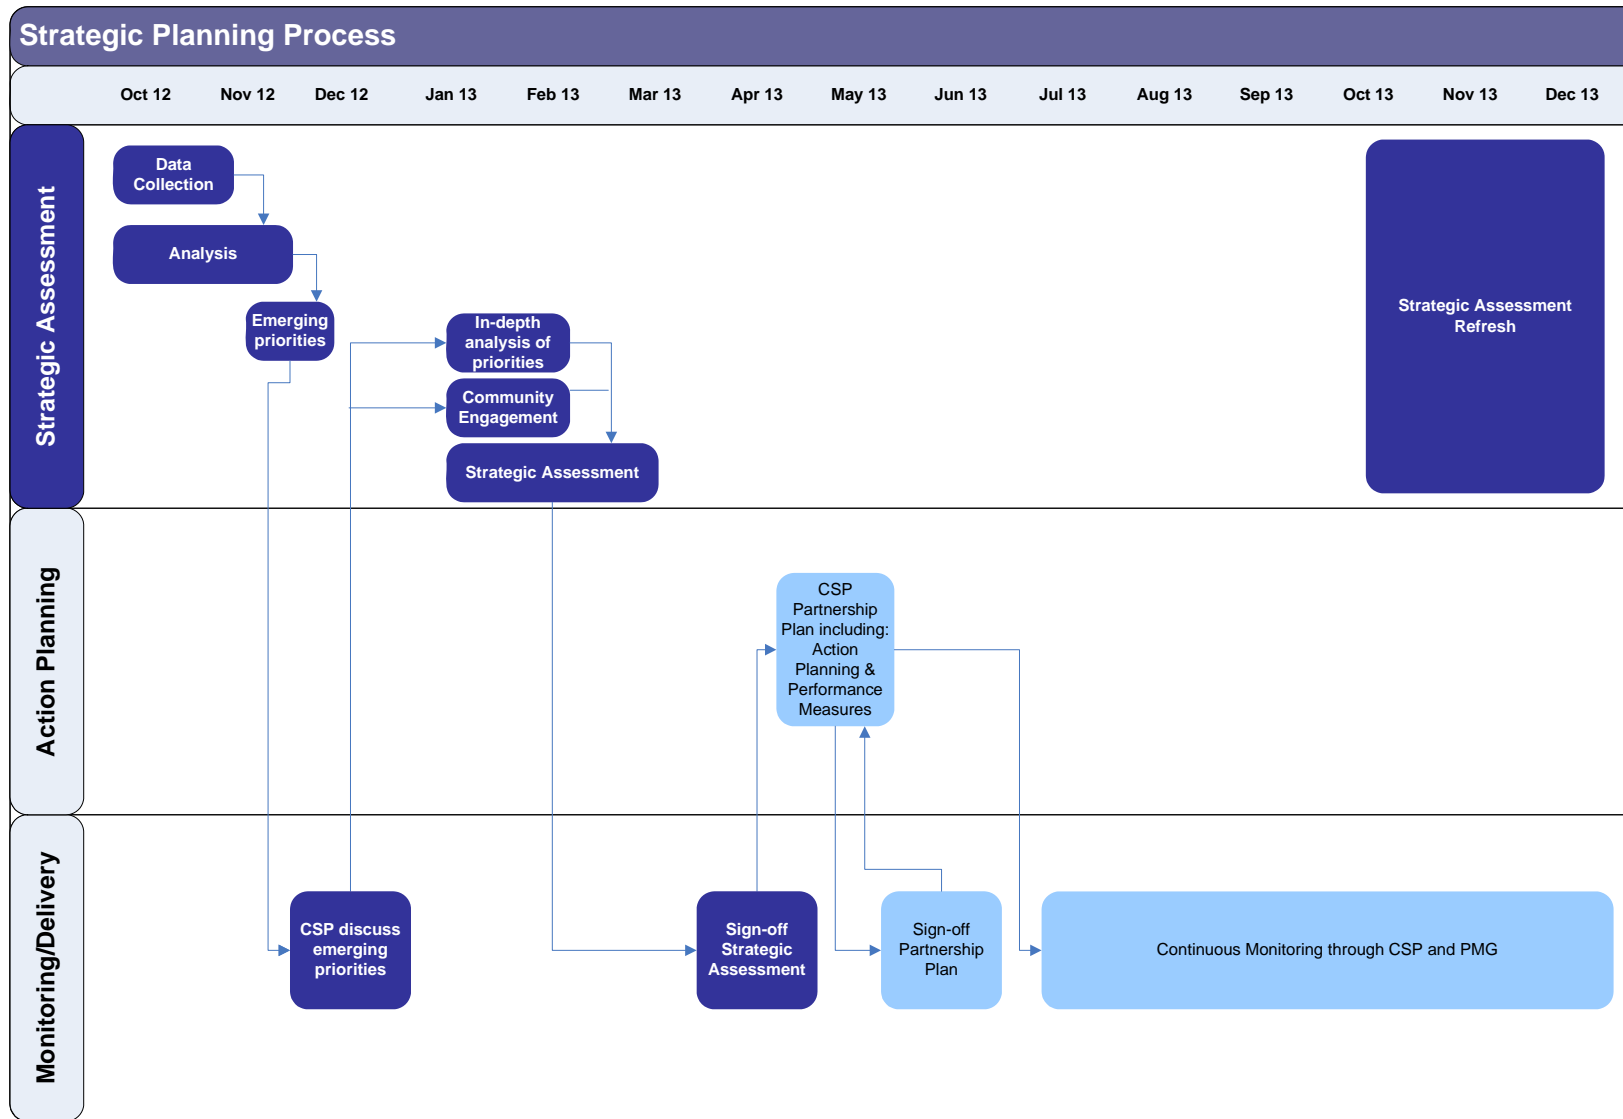 Strategic Planning Process
Oct 12 Nov 12 Dec 12 Jan 13 Feb 13 Mar 13 Apr 13 May 13 Jun 13 Jul 13 Aug 13 Sep 13 Oct 13 Nov 13 Dec 13
Strategic Assessment
Data
Collection
Analysis
Emerging
priorities
In-depth
analysis of
priorities
Community
Engagement
Strategic Assessment
Strategic Assessment
Refresh
Action Planning
CSP
Partnership
Plan including:
Action
Planning &
Performance
Measures
Monitoring/Delivery
CSP discuss
emerging
priorities
Sign-off
Strategic
Assessment
Sign-off
Partnership
Plan
Continuous Monitoring through CSP and PMG